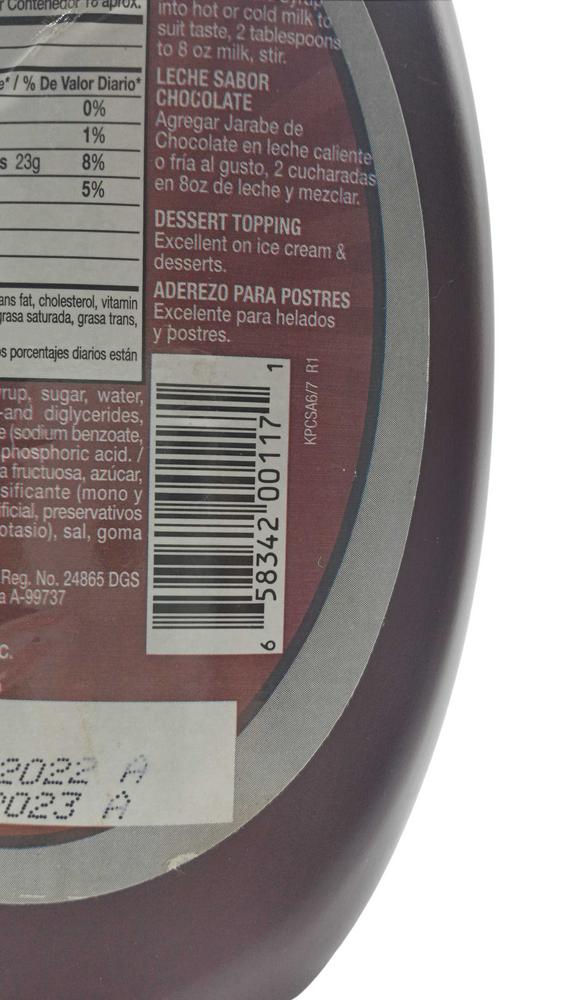 Contenedor 16 aprox.
e* / % De Valor Diario*
0%
1%
s 23g 8%
5%
ans fat, cholesterol, vitamin
grasa saturada, grasa trans,
s porcentajes diarios están
rup, sugar, water,
-and diglycerides,
e (sodium benzoate,
phosphoric acid. /
a fructuosa, azúcar,
sificante (mono y
ificial, preservativos
otasio), sal, goma
Reg. No. 24865 DGS
a A-99737
C.
2022 A
2023 A
into hot or cold milk to
suit taste, 2 tablespoons
to 8 oz milk, stir.
LECHE SABOR
CHOCOLATE
Agregar Jarabe de
Chocolate en leche caliente
o fría al gusto, 2 cucharadas
en 8oz de leche y mezclar.
DESSERT TOPPING
Excellent on ice cream &
desserts.
ADEREZO PARA POSTRES
Excelente para helados
y postres.
6 58342 00117 1
KPCSA6/7 R1